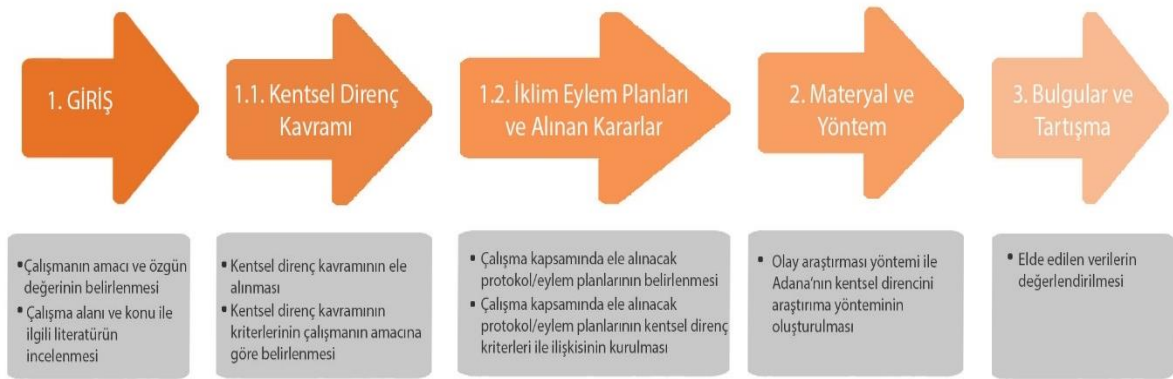 1. GİRİŞ
1.1. Kentsel Direnç
Kavramı
1.2. İklim Eylem Planları
ve Alınan Kararlar
2. Materyal ve
Yöntem
3. Bulgular ve
Tartışma
▪Çalışmanın amacı ve özgün
değerinin belirlenmesi
▪ Çalışma alanı ve konu ile
ilgili literatürün
incelenmesi
▪ Kentsel direnç kavramının ele
alınması
▪ Kentsel direnç kavramının
kriterlerinin çalışmanın amacına
göre belirlenmesi
▪ Çalışma kapsamında ele alınacak
protokol/eylem planlarının belirlenmesi
▪ Çalışma kapsamında ele alınacak
protokol/eylem planlarının kentsel direnç
kriterleri ile ilişkisinin kurulması
▪ Olay araştırması yöntemi ile
Adana'nın kentsel direncini
araştırıma yönteminin
oluşturulması
▪ Elde edilen verilerin
değerlendirilmesi